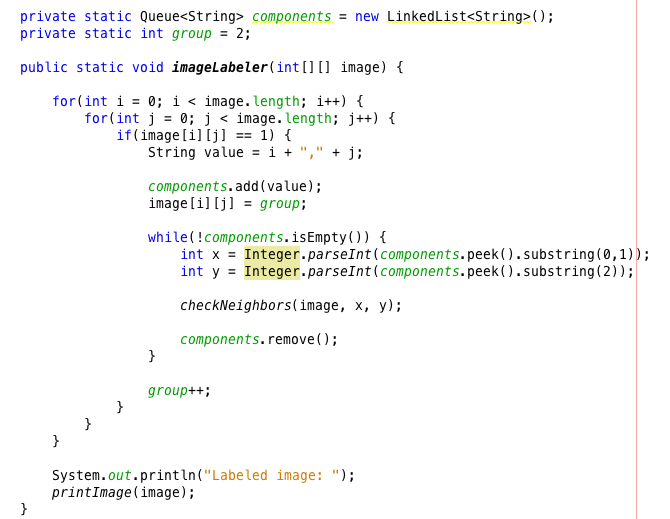 private static Queue<String> components = new LinkedList<String>();
private static int group = 2;

public static void imageLabeler(int[][] image) {

    for(int i = 0; i < image.length; i++) {
        for(int j = 0; j < image.length; j++) {
            if(image[i][j] == 1) {
                String value = i + "," + j;

                components.add(value);
                image[i][j] = group;

                while(!components.isEmpty()) {
                    int x = Integer.parseInt(components.peek().substring(0,1));
                    int y = Integer.parseInt(components.peek().substring(2));

                    checkNeighbors(image, x, y);

                    components.remove();
                }

                group++;
            }
        }
    }

    System.out.println("Labeled image: ");
    printImage(image);
}